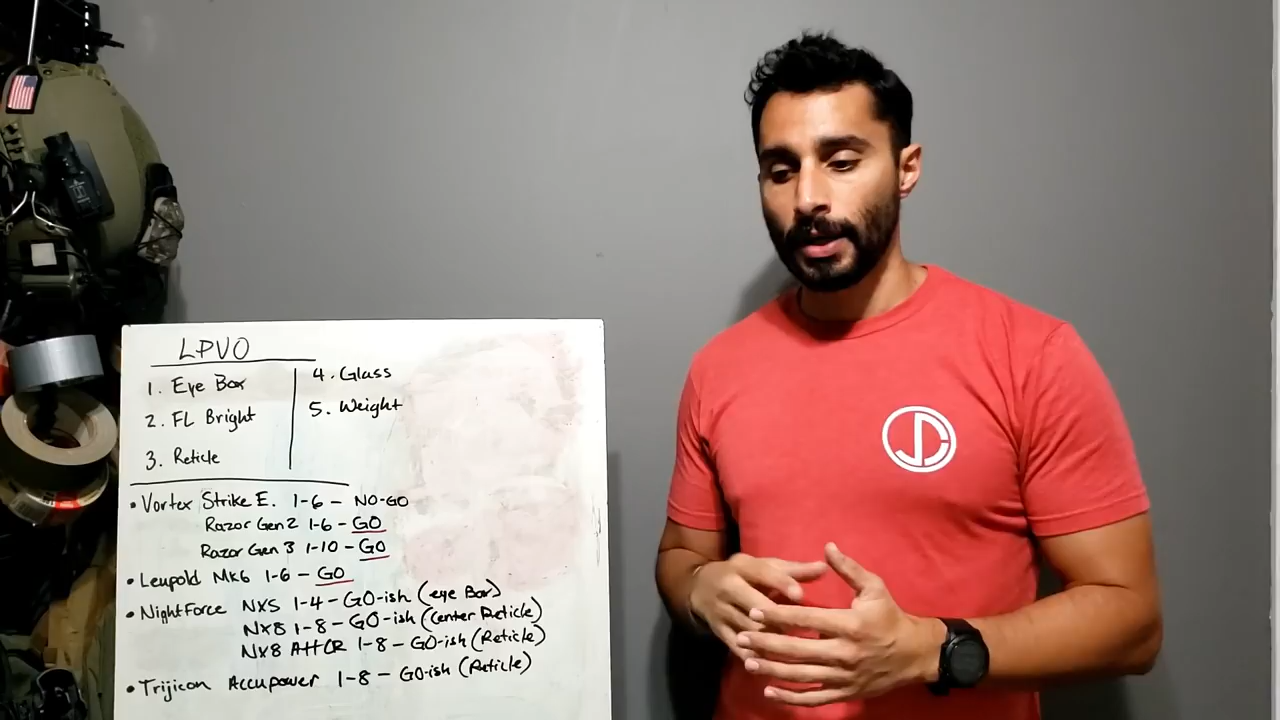 LPVO
1. Eye Box
2. FL Bright
3. Reticle
4. Glass
5. Weight
• Vortex Strike E. 1-6 – NO-GO
Razor Gen2 1-6 – GO
Razor Gen 3 1-10 – GO
• Leupold MK6 1-6 – GO
• NightForce NXS 1-4 – GO-ish (eye Box)
NX8 1-8 – GO-ish (Center Reticle)
NX8 ATTCR 1-8 – GO-ish (Reticle)
• Trijicon Accupower 1-8 – GO-ish (Reticle)